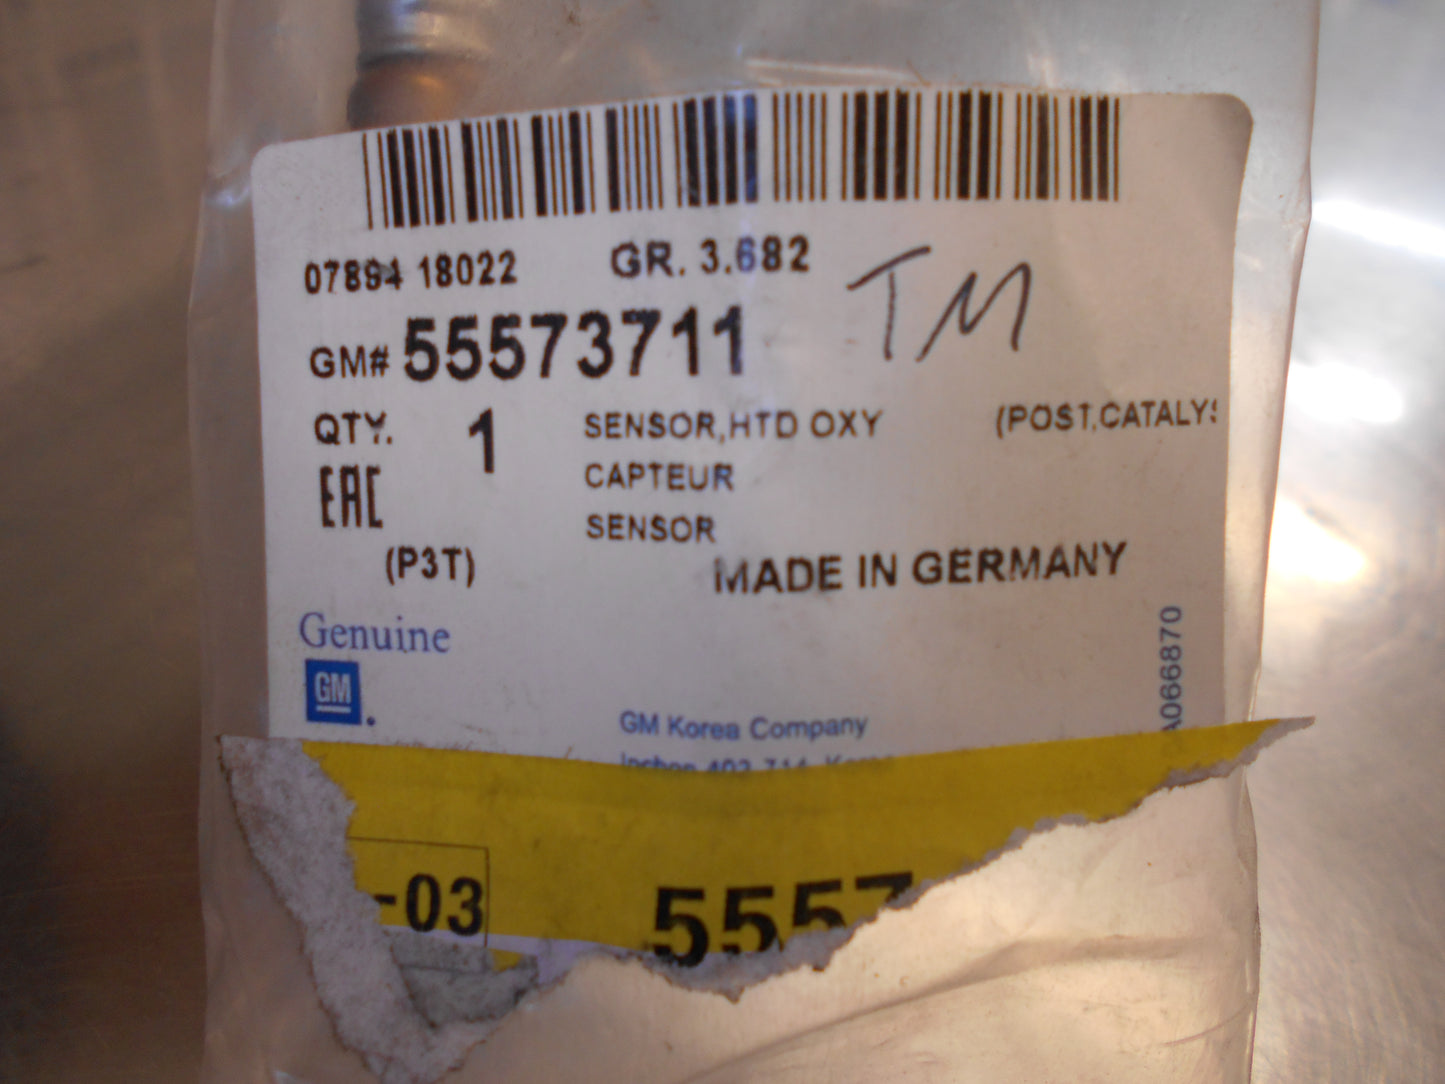 07894 18022 GR. 3.682
TM
GM# 55573711
QTY. 1 SENSOR,HTD OXY (POST,CATALYS
EAC CAPTEUR
SENSOR
(P3T) MADE IN GERMANY
Genuine
GM
GM Korea Company
A066870
-03 5557